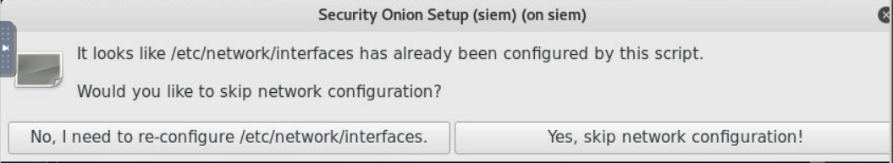 Security Onion Setup (siem) (on siem)
It looks like /etc/network/interfaces has already been configured by this script.
Would you like to skip network configuration?
No, I need to re-configure /etc/network/interfaces.
Yes, skip network configuration!